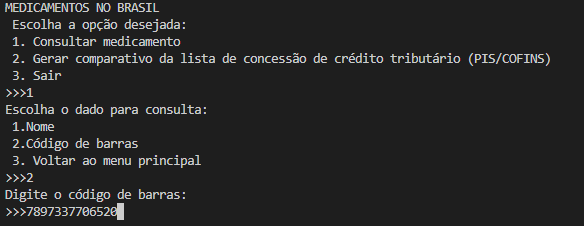 MEDICAMENTOS NO BRASIL
Escolha a opção desejada:
1. Consultar medicamento
2. Gerar comparativo da lista de concessão de crédito tributário (PIS/COFINS)
3. Sair
>>>1
Escolha o dado para consulta:
1.Nome
2.Código de barras
3. Voltar ao menu principal
>>>2
Digite o código de barras:
>>>7897337706520